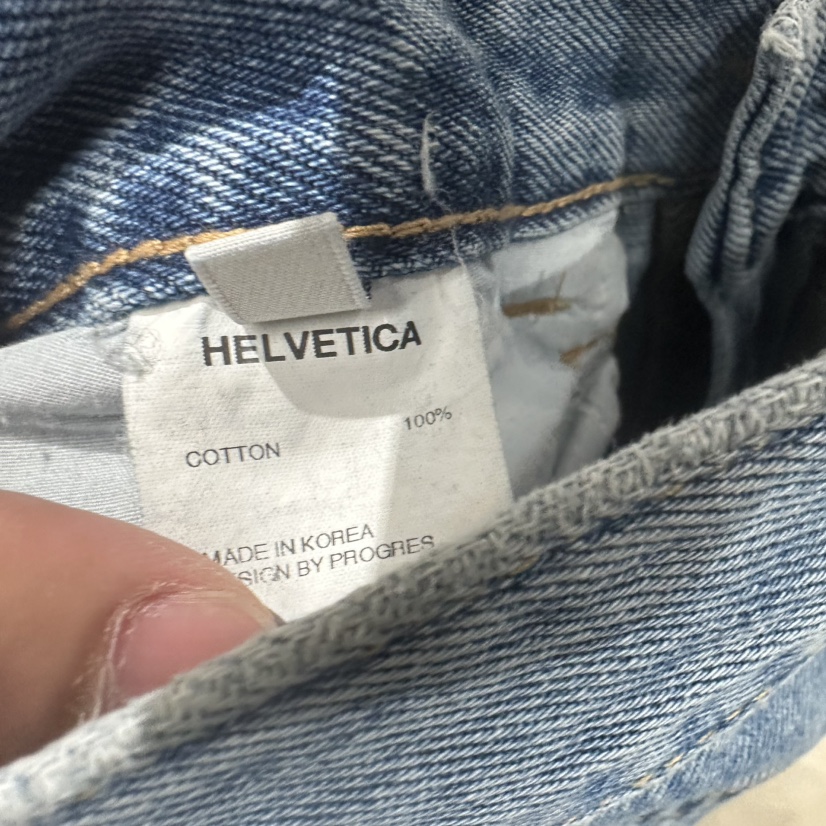 HELVETICA
100%
COTTON
MADE IN KOREA
BY PROGRES